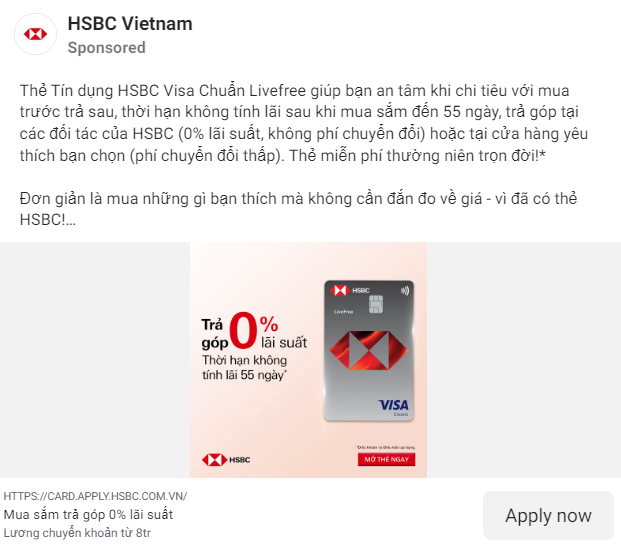 HSBC Vietnam
Sponsored
Thẻ Tín dụng HSBC Visa Chuẩn Livefree giúp bạn an tâm khi chi tiêu với mua
trước trả sau, thời hạn không tính lãi sau khi mua sắm đến 55 ngày, trả góp tại
các đối tác của HSBC (0% lãi suất, không phí chuyển đổi) hoặc tại cửa hàng yêu
thích bạn chọn (phí chuyển đổi thấp). Thẻ miễn phí thường niên trọn đời!*
Đơn giản là mua những gì bạn thích mà không cần đắn đo về giá - vì đã có thẻ
HSBC!...
Trả góp 0% lãi suất
Thời hạn không
tính lãi 55 ngày*
HSBC
LiveFree
VISA
Classic
*Điều khoản và Điều kiện áp dụng
HSBC
MỞ THẺ NGAY
HTTPS://CARD.APPLY.HSBC.COM.VN/
Mua sắm trả góp 0% lãi suất
Lương chuyển khoản từ 8tr
Apply now